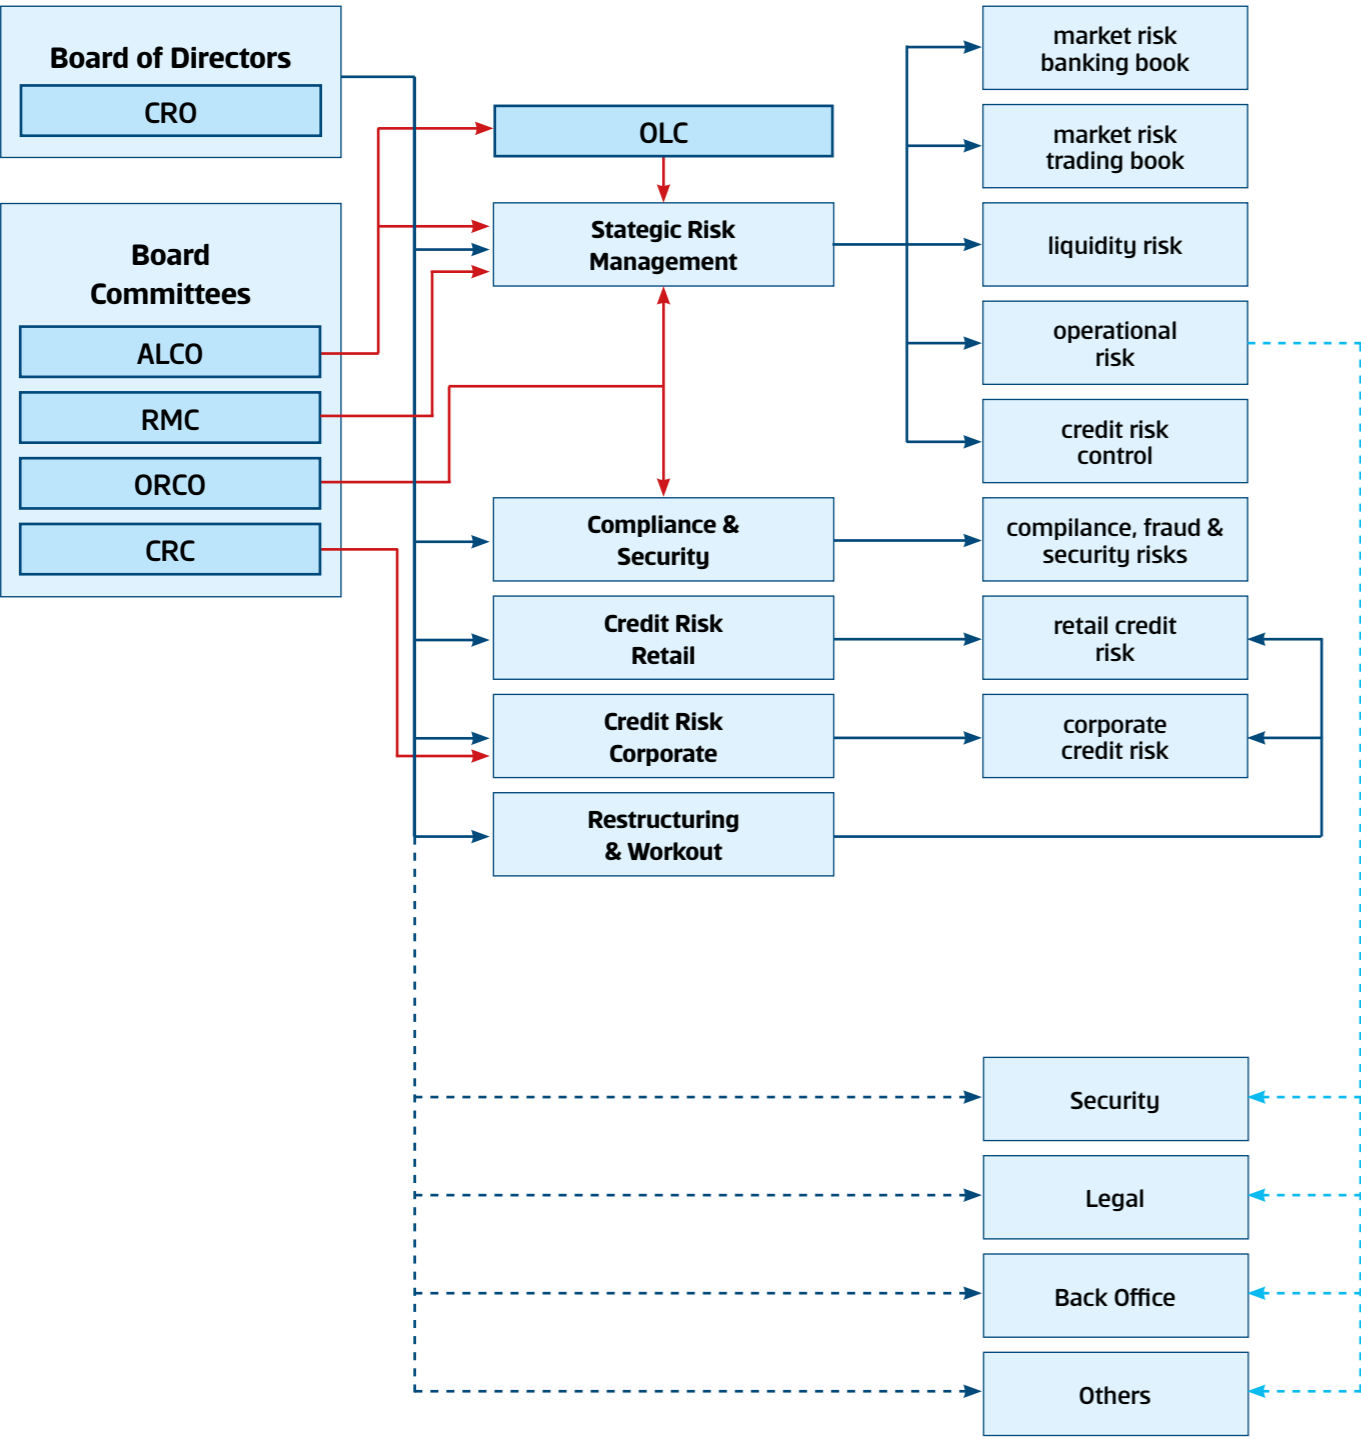 Board of Directors
CRO
Board
Committees
ALCO
RMC
ORCO
CRC
OLC
Stategic Risk
Management
Compliance &
Security
Credit Risk
Retail
Credit Risk
Corporate
Restructuring
& Workout
market risk
banking book
market risk
trading book
liquidity risk
operational
risk
credit risk
control
compilance, fraud &
security risks
retail credit
risk
corporate
credit risk
Security
Legal
Back Office
Others